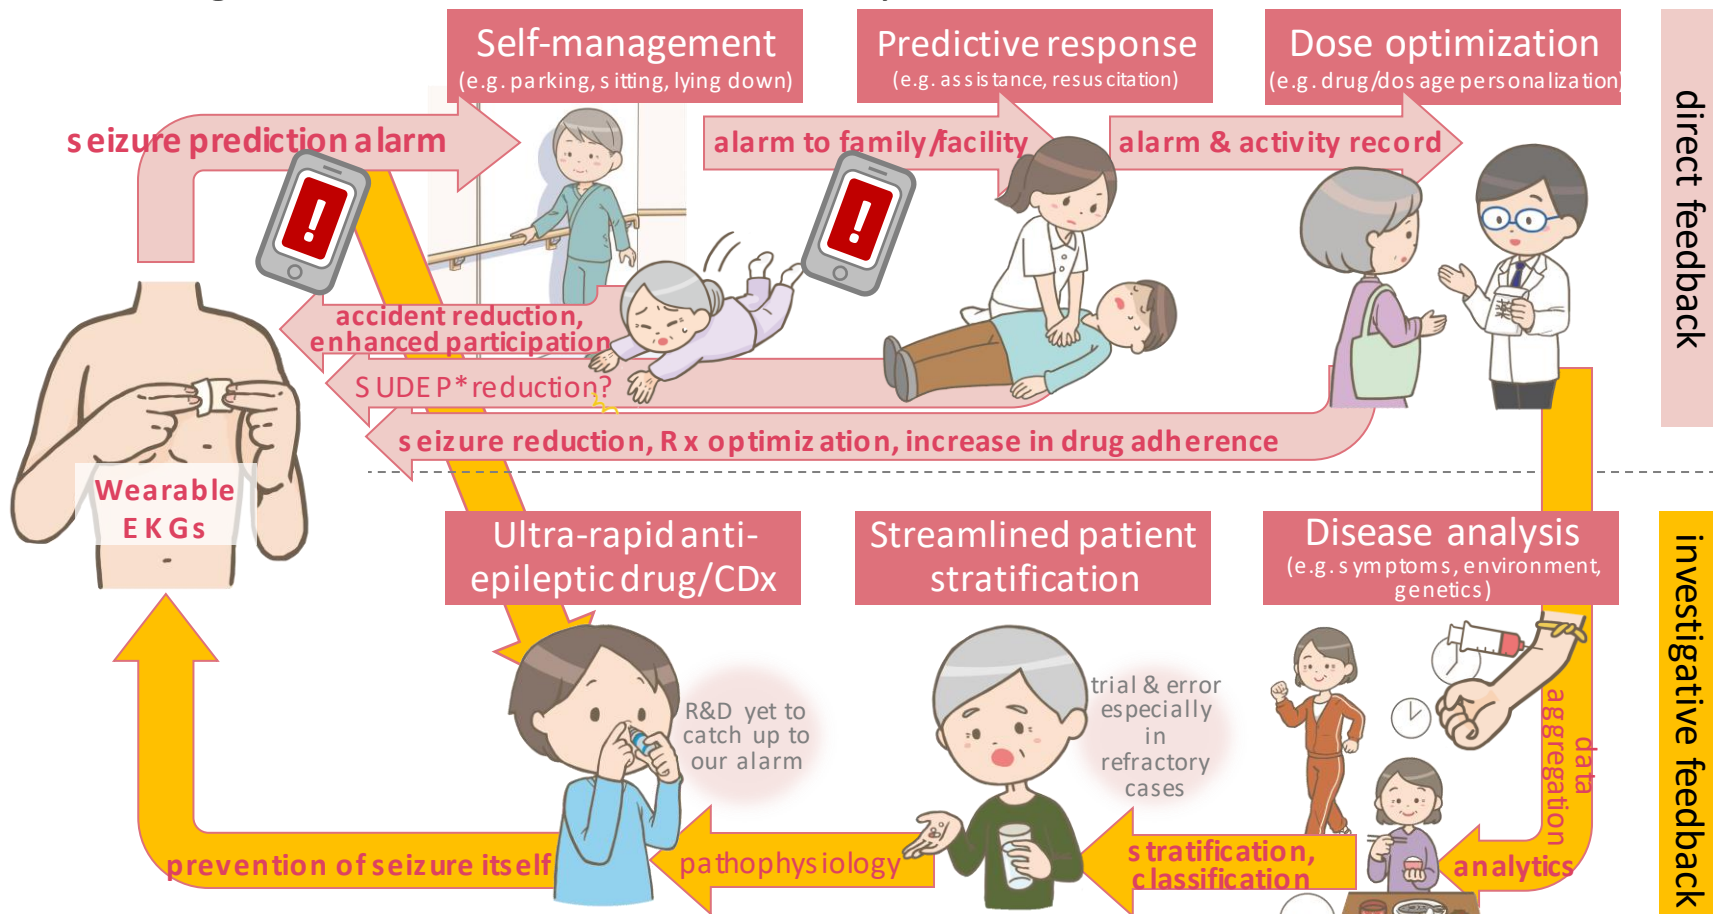 Self-management
(e.g. parking, sitting, lying down)
Predictive response
(e.g. assistance, resuscitation)
Dose optimization
(e.g. drug/dosage personalization)
direct feedback
seizure prediction alarm
alarm to family/facility
alarm & activity record
!
!
accident reduction,
enhanced participation
SUDEP* reduction?
seizure reduction, Rx optimization, increase in drug adherence
Wearable
EKGs
Ultra-rapid anti-
epileptic drug/CDx
Streamlined patient
stratification
Disease analysis
(e.g. symptoms, environment,
genetics)
investigative feedback
R&D yet to
catch up to
our alarm
trial & error
especially
in
refractory
cases
data
aggregation
prevention of seizure itself
pathophysiology
stratification,
classification
analytics